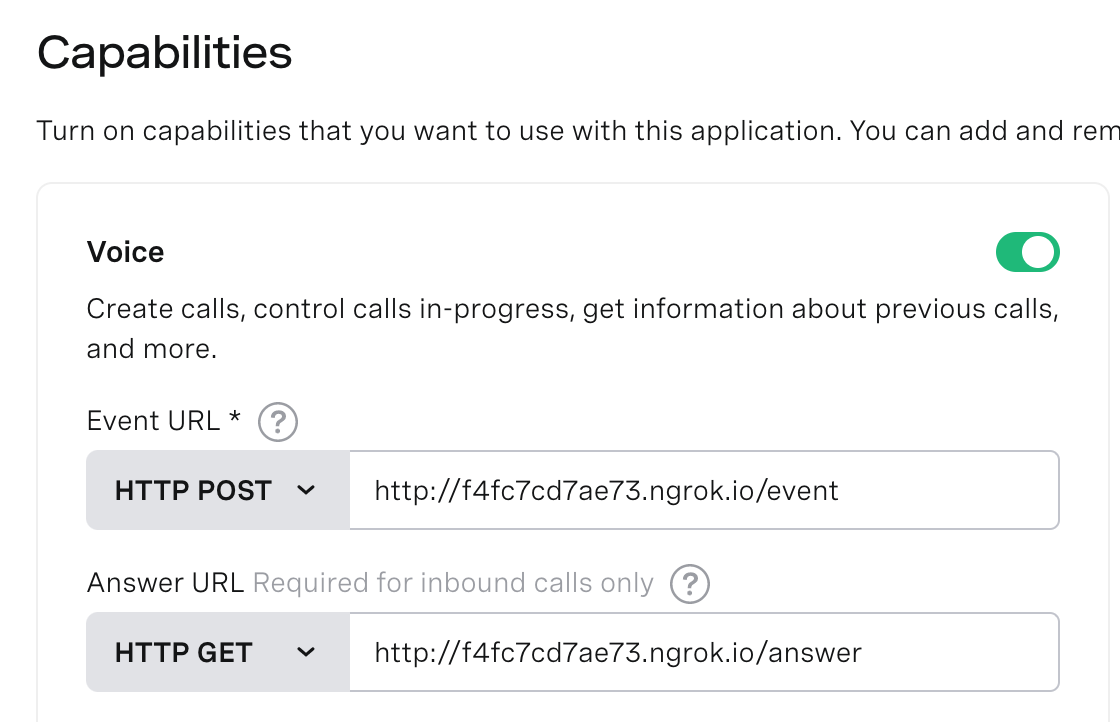 Capabilities
Turn on capabilities that you want to use with this application. You can add and rem
Voice
Create calls, control calls in-progress, get information about previous calls,
and more.
Event URL * ?
HTTP POST http://f4fc7cd7ae73.ngrok.io/event
Answer URL Required for inbound calls only ?
HTTP GET http://f4fc7cd7ae73.ngrok.io/answer